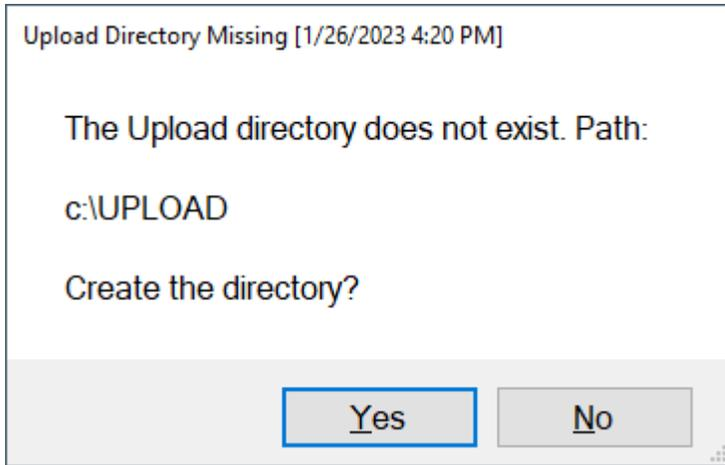 Upload Directory Missing [1/26/2023 4:20 PM]
The Upload directory does not exist. Path:
c:\UPLOAD
Create the directory?
Yes No